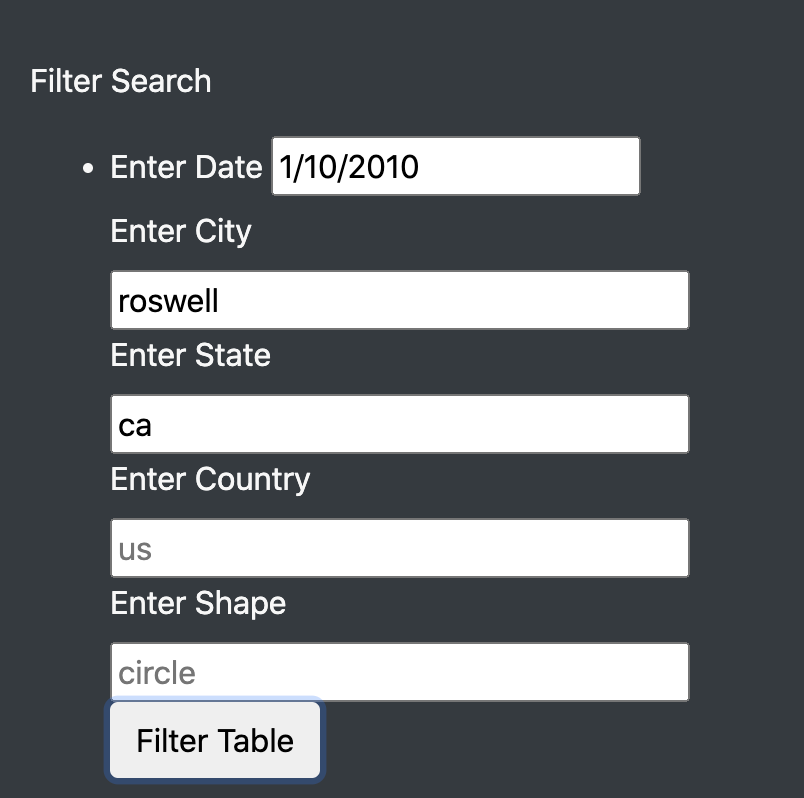 Filter Search
Enter Date 1/10/2010
Enter City
roswell
Enter State
ca
Enter Country
us
Enter Shape
circle
Filter Table